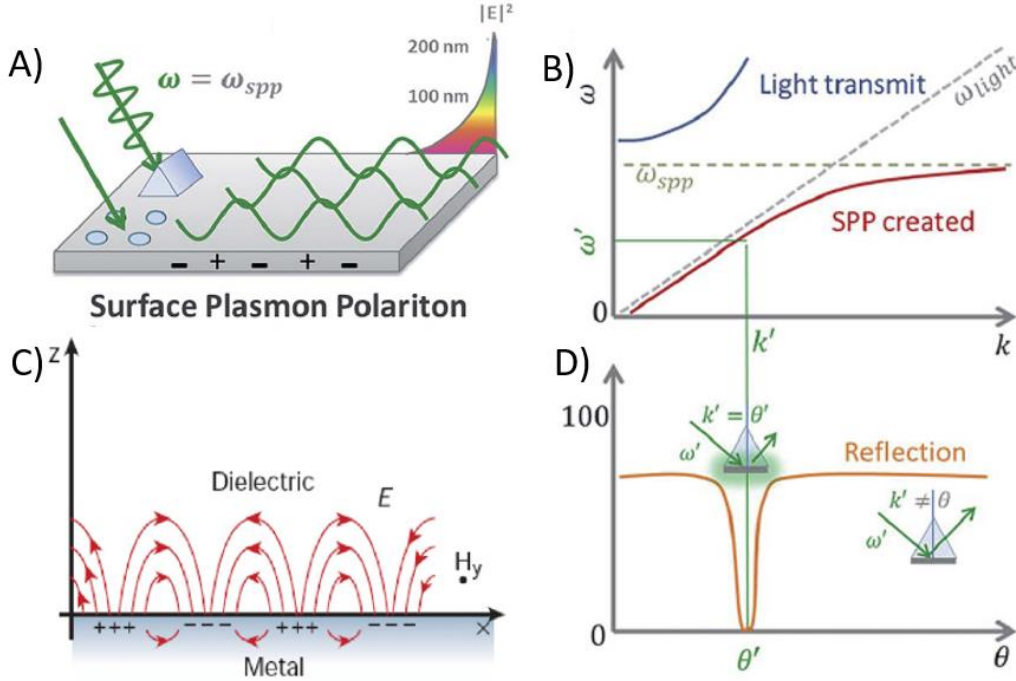 A)
ω = ω_spp
|E|²
200 nm
100 nm
- + - + -
Surface Plasmon Polariton
B)
ω
Light transmit
ω_light
ω_spp
SPP created
ω'
0
k
k'
C)
Z
Dielectric
E
H_y
+++ --- +++ ---
x
Metal
D)
100
k' = θ'
ω'
Reflection
k' ≠ θ
ω'
0
θ'
θ